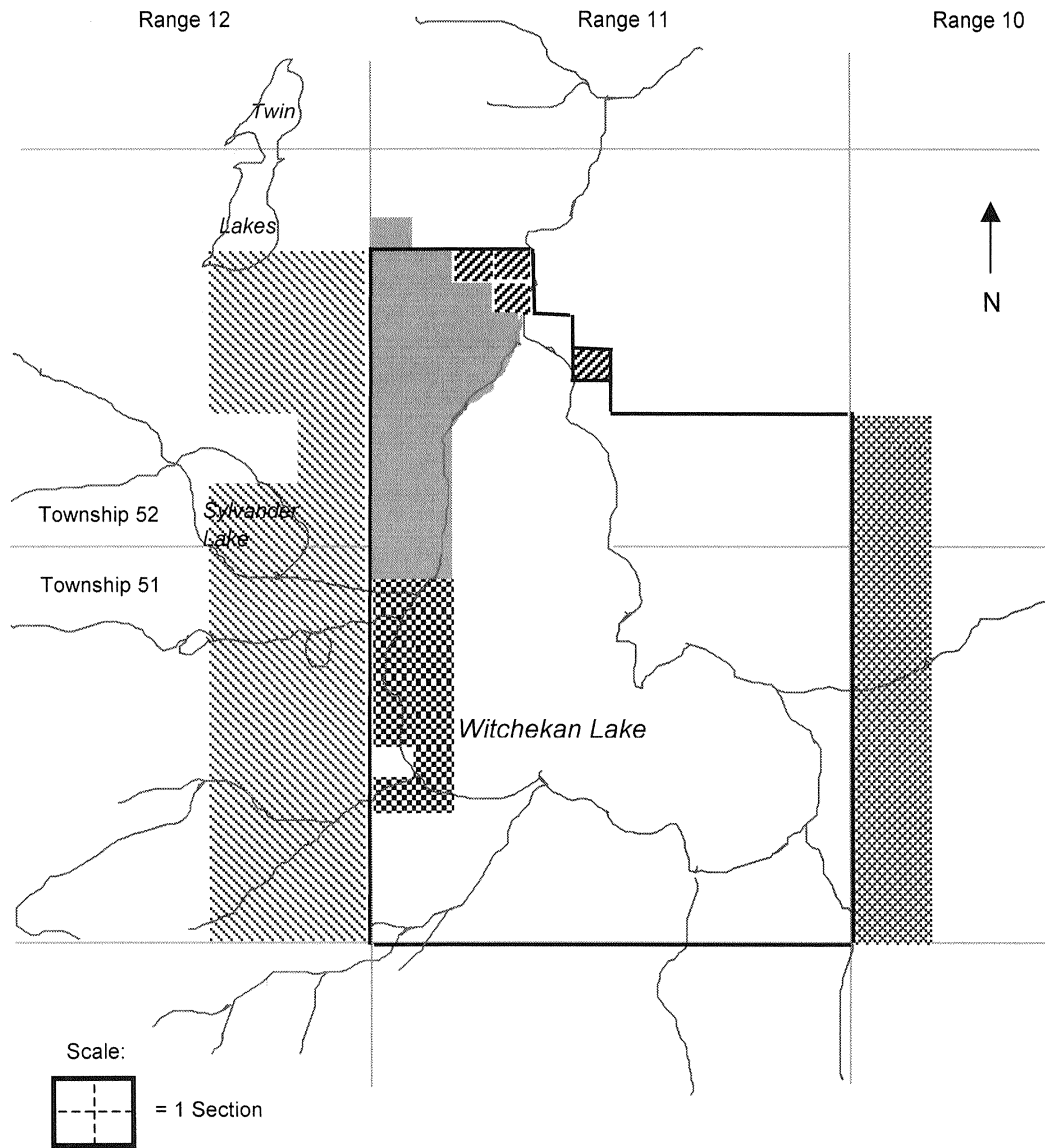 Range 12
Range 11
Range 10
Twin
Lakes
N
Township 52
Sylvander
Lake
Township 51
Witchekan Lake
Scale:
= 1 Section